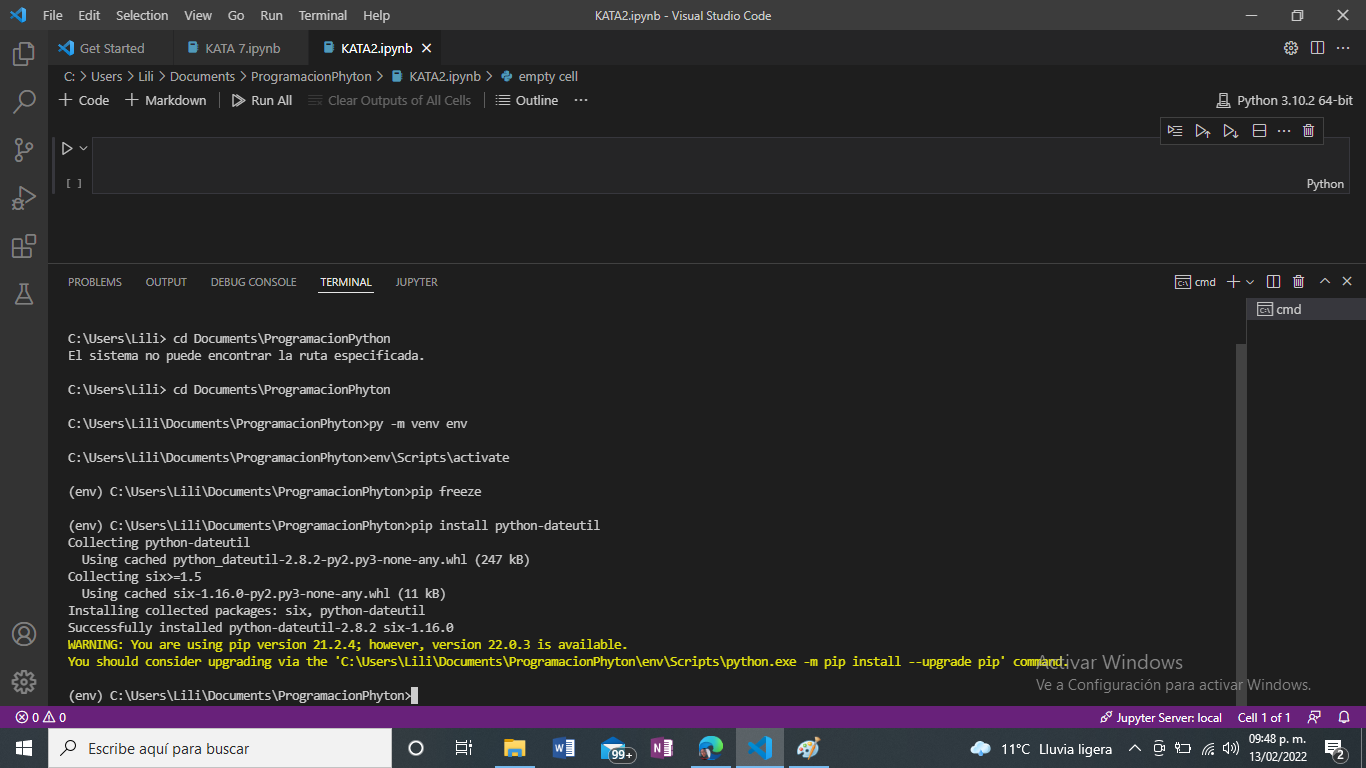 File Edit Selection View Go Run Terminal Help KATA2.ipynb - Visual Studio Code
Get Started KATA 7.ipynb KATA2.ipynb
C: > Users > Lili > Documents > ProgramacionPhyton > KATA2.ipynb > empty cell
+ Code + Markdown Run All Clear Outputs of All Cells Outline ... Python 3.10.2 64-bit
[ ] Python
PROBLEMS OUTPUT DEBUG CONSOLE TERMINAL JUPYTER cmd
cmd
C:\Users\Lili> cd Documents\ProgramacionPython
El sistema no puede encontrar la ruta especificada.
C:\Users\Lili> cd Documents\ProgramacionPhyton
C:\Users\Lili\Documents\ProgramacionPhyton>py -m venv env
C:\Users\Lili\Documents\ProgramacionPhyton>env\Scripts\activate
(env) C:\Users\Lili\Documents\ProgramacionPhyton>pip freeze
(env) C:\Users\Lili\Documents\ProgramacionPhyton>pip install python-dateutil
Collecting python-dateutil
  Using cached python_dateutil-2.8.2-py2.py3-none-any.whl (247 kB)
Collecting six>=1.5
  Using cached six-1.16.0-py2.py3-none-any.whl (11 kB)
Installing collected packages: six, python-dateutil
Successfully installed python-dateutil-2.8.2 six-1.16.0
WARNING: You are using pip version 21.2.4; however, version 22.0.3 is available.
You should consider upgrading via the 'C:\Users\Lili\Documents\ProgramacionPhyton\env\Scripts\python.exe -m pip install --upgrade pip' command.
(env) C:\Users\Lili\Documents\ProgramacionPhyton>
Activar Windows
Ve a Configuración para activar Windows.
0 0 Jupyter Server: local Cell 1 of 1
Escribe aquí para buscar 99+ 11°C Lluvia ligera 09:48 p. m.
13/02/2022 2